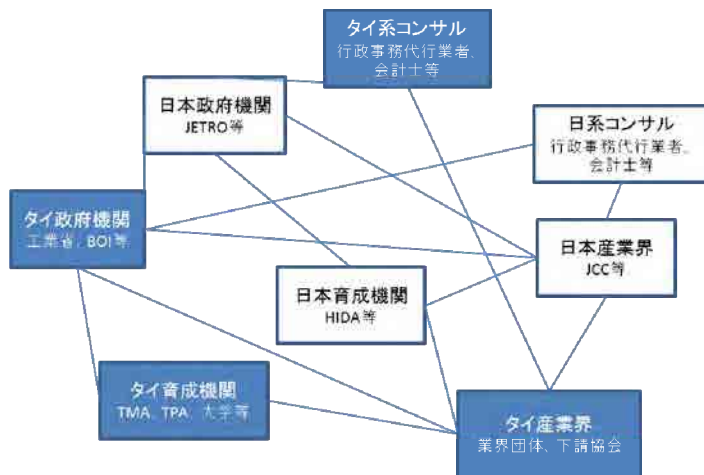 タイ系コンサル
行政事務代行業者、
会計士等
日本政府機関
JETRO等
日系コンサル
行政事務代行業者、
会計士等
タイ政府機関
工業省、BOI等
日本産業界
JCC等
日本育成機関
HIDA等
タイ育成機関
TMA、TPA、大学等
タイ産業界
業界団体、下請協会